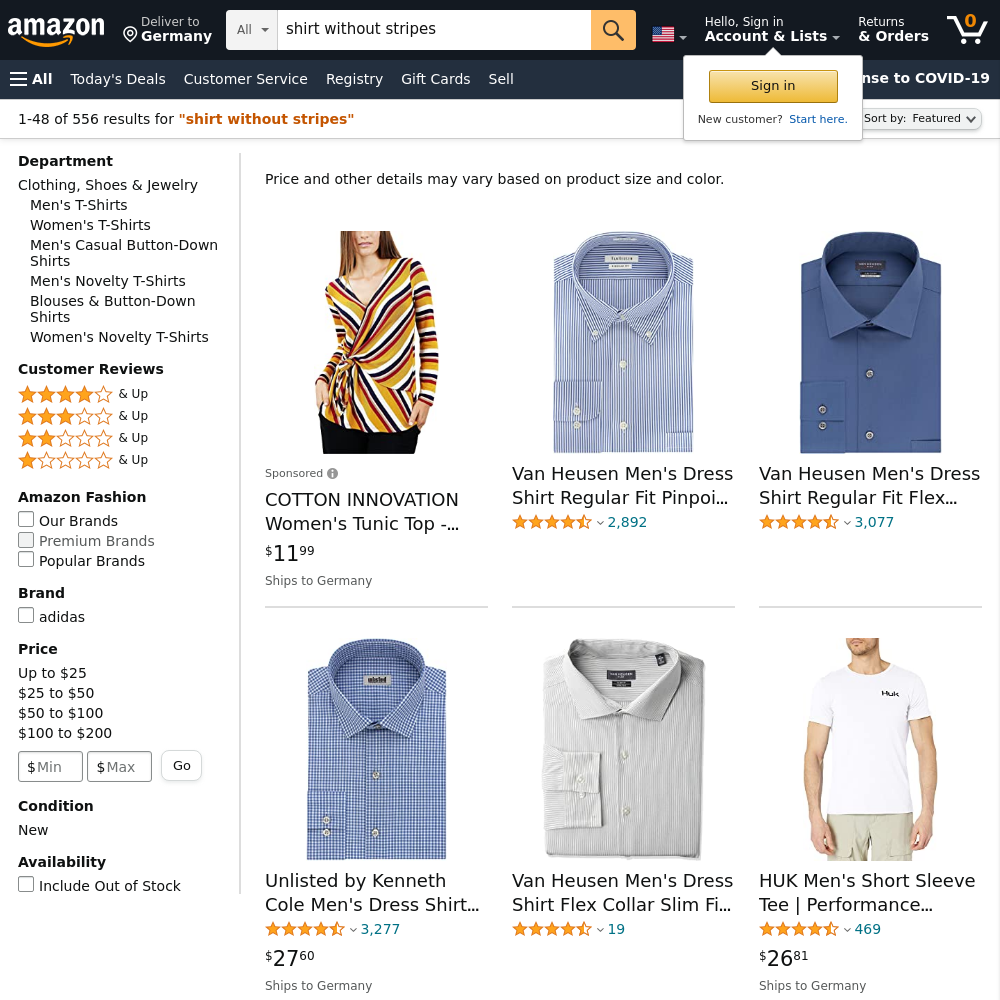 amazon
Deliver to
Germany
All
shirt without stripes
Hello, Sign in
Account & Lists
Returns
& Orders
0
All
Today's Deals
Customer Service
Registry
Gift Cards
Sell
nse to COVID-19
Sign in
New customer? Start here.
1-48 of 556 results for "shirt without stripes"
Sort by: Featured
Department
Clothing, Shoes & Jewelry
Men's T-Shirts
Women's T-Shirts
Men's Casual Button-Down
Shirts
Men's Novelty T-Shirts
Blouses & Button-Down
Shirts
Women's Novelty T-Shirts
Customer Reviews
& Up
& Up
& Up
& Up
Amazon Fashion
Our Brands
Premium Brands
Popular Brands
Brand
adidas
Price
Up to $25
$25 to $50
$50 to $100
$100 to $200
$ Min
$ Max
Go
Condition
New
Availability
Include Out of Stock
Price and other details may vary based on product size and color.
Sponsored
COTTON INNOVATION
Women's Tunic Top -...
$11 99
Ships to Germany
Van Heusen Men's Dress
Shirt Regular Fit Pinpoi...
2,892
Van Heusen Men's Dress
Shirt Regular Fit Flex...
3,077
unlisted
Unlisted by Kenneth
Cole Men's Dress Shirt...
3,277
$27 60
Ships to Germany
Van Heusen Men's Dress
Shirt Flex Collar Slim Fi...
19
Huk
HUK Men's Short Sleeve
Tee | Performance...
469
$26 81
Ships to Germany